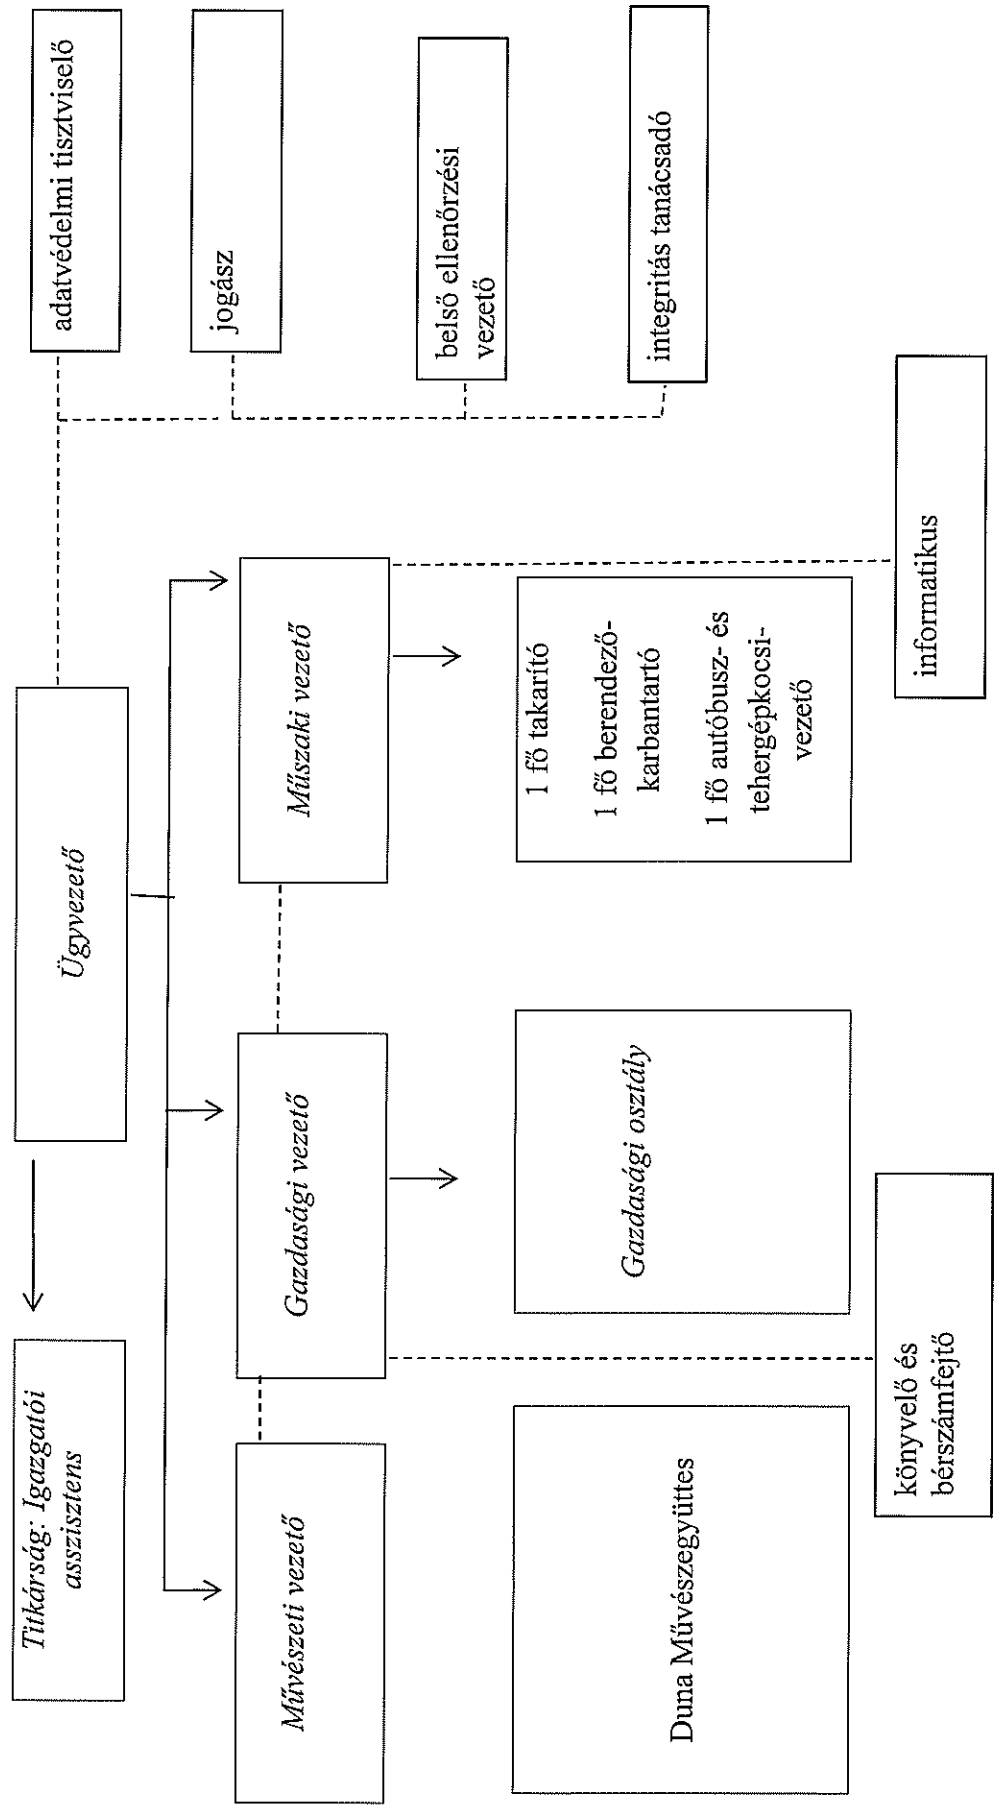 Titkárság: Igazgatói
asszisztens
Ügyvezető
adatvédelmi tisztviselő
jogász
belső ellenőrzési
vezető
integritás tanácsadó
Művészeti vezető
Gazdasági vezető
Műszaki vezető
Duna Művészegyüttes
Gazdasági osztály
1 fő takarító
1 fő berendező-
karbantartó
1 fő autóbusz- és
tehergépkocsi-
vezető
könyvelő és
bérszámfejtő
informatikus